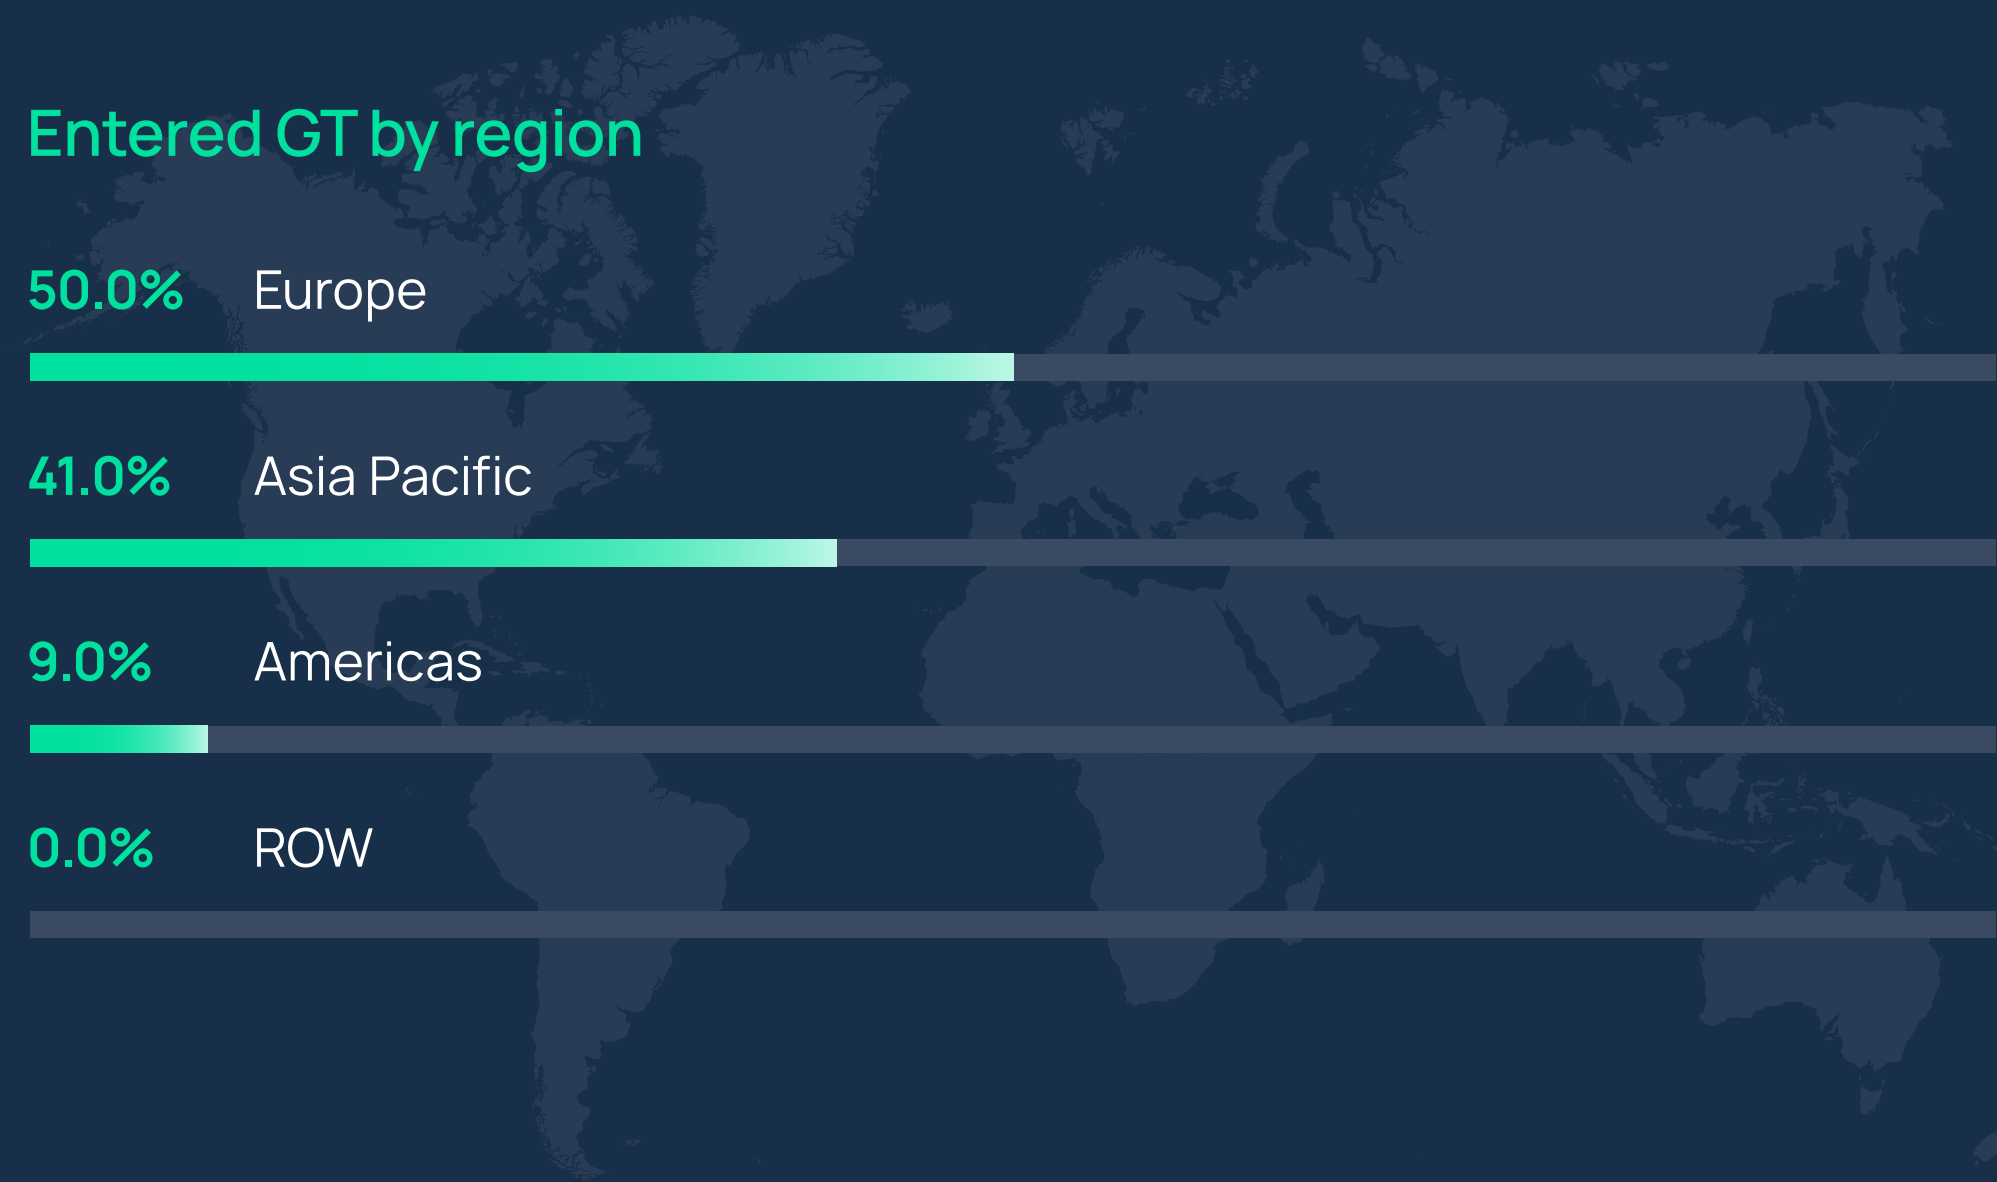 Entered GT by region
50.0% Europe
41.0% Asia Pacific
9.0% Americas
0.0% ROW